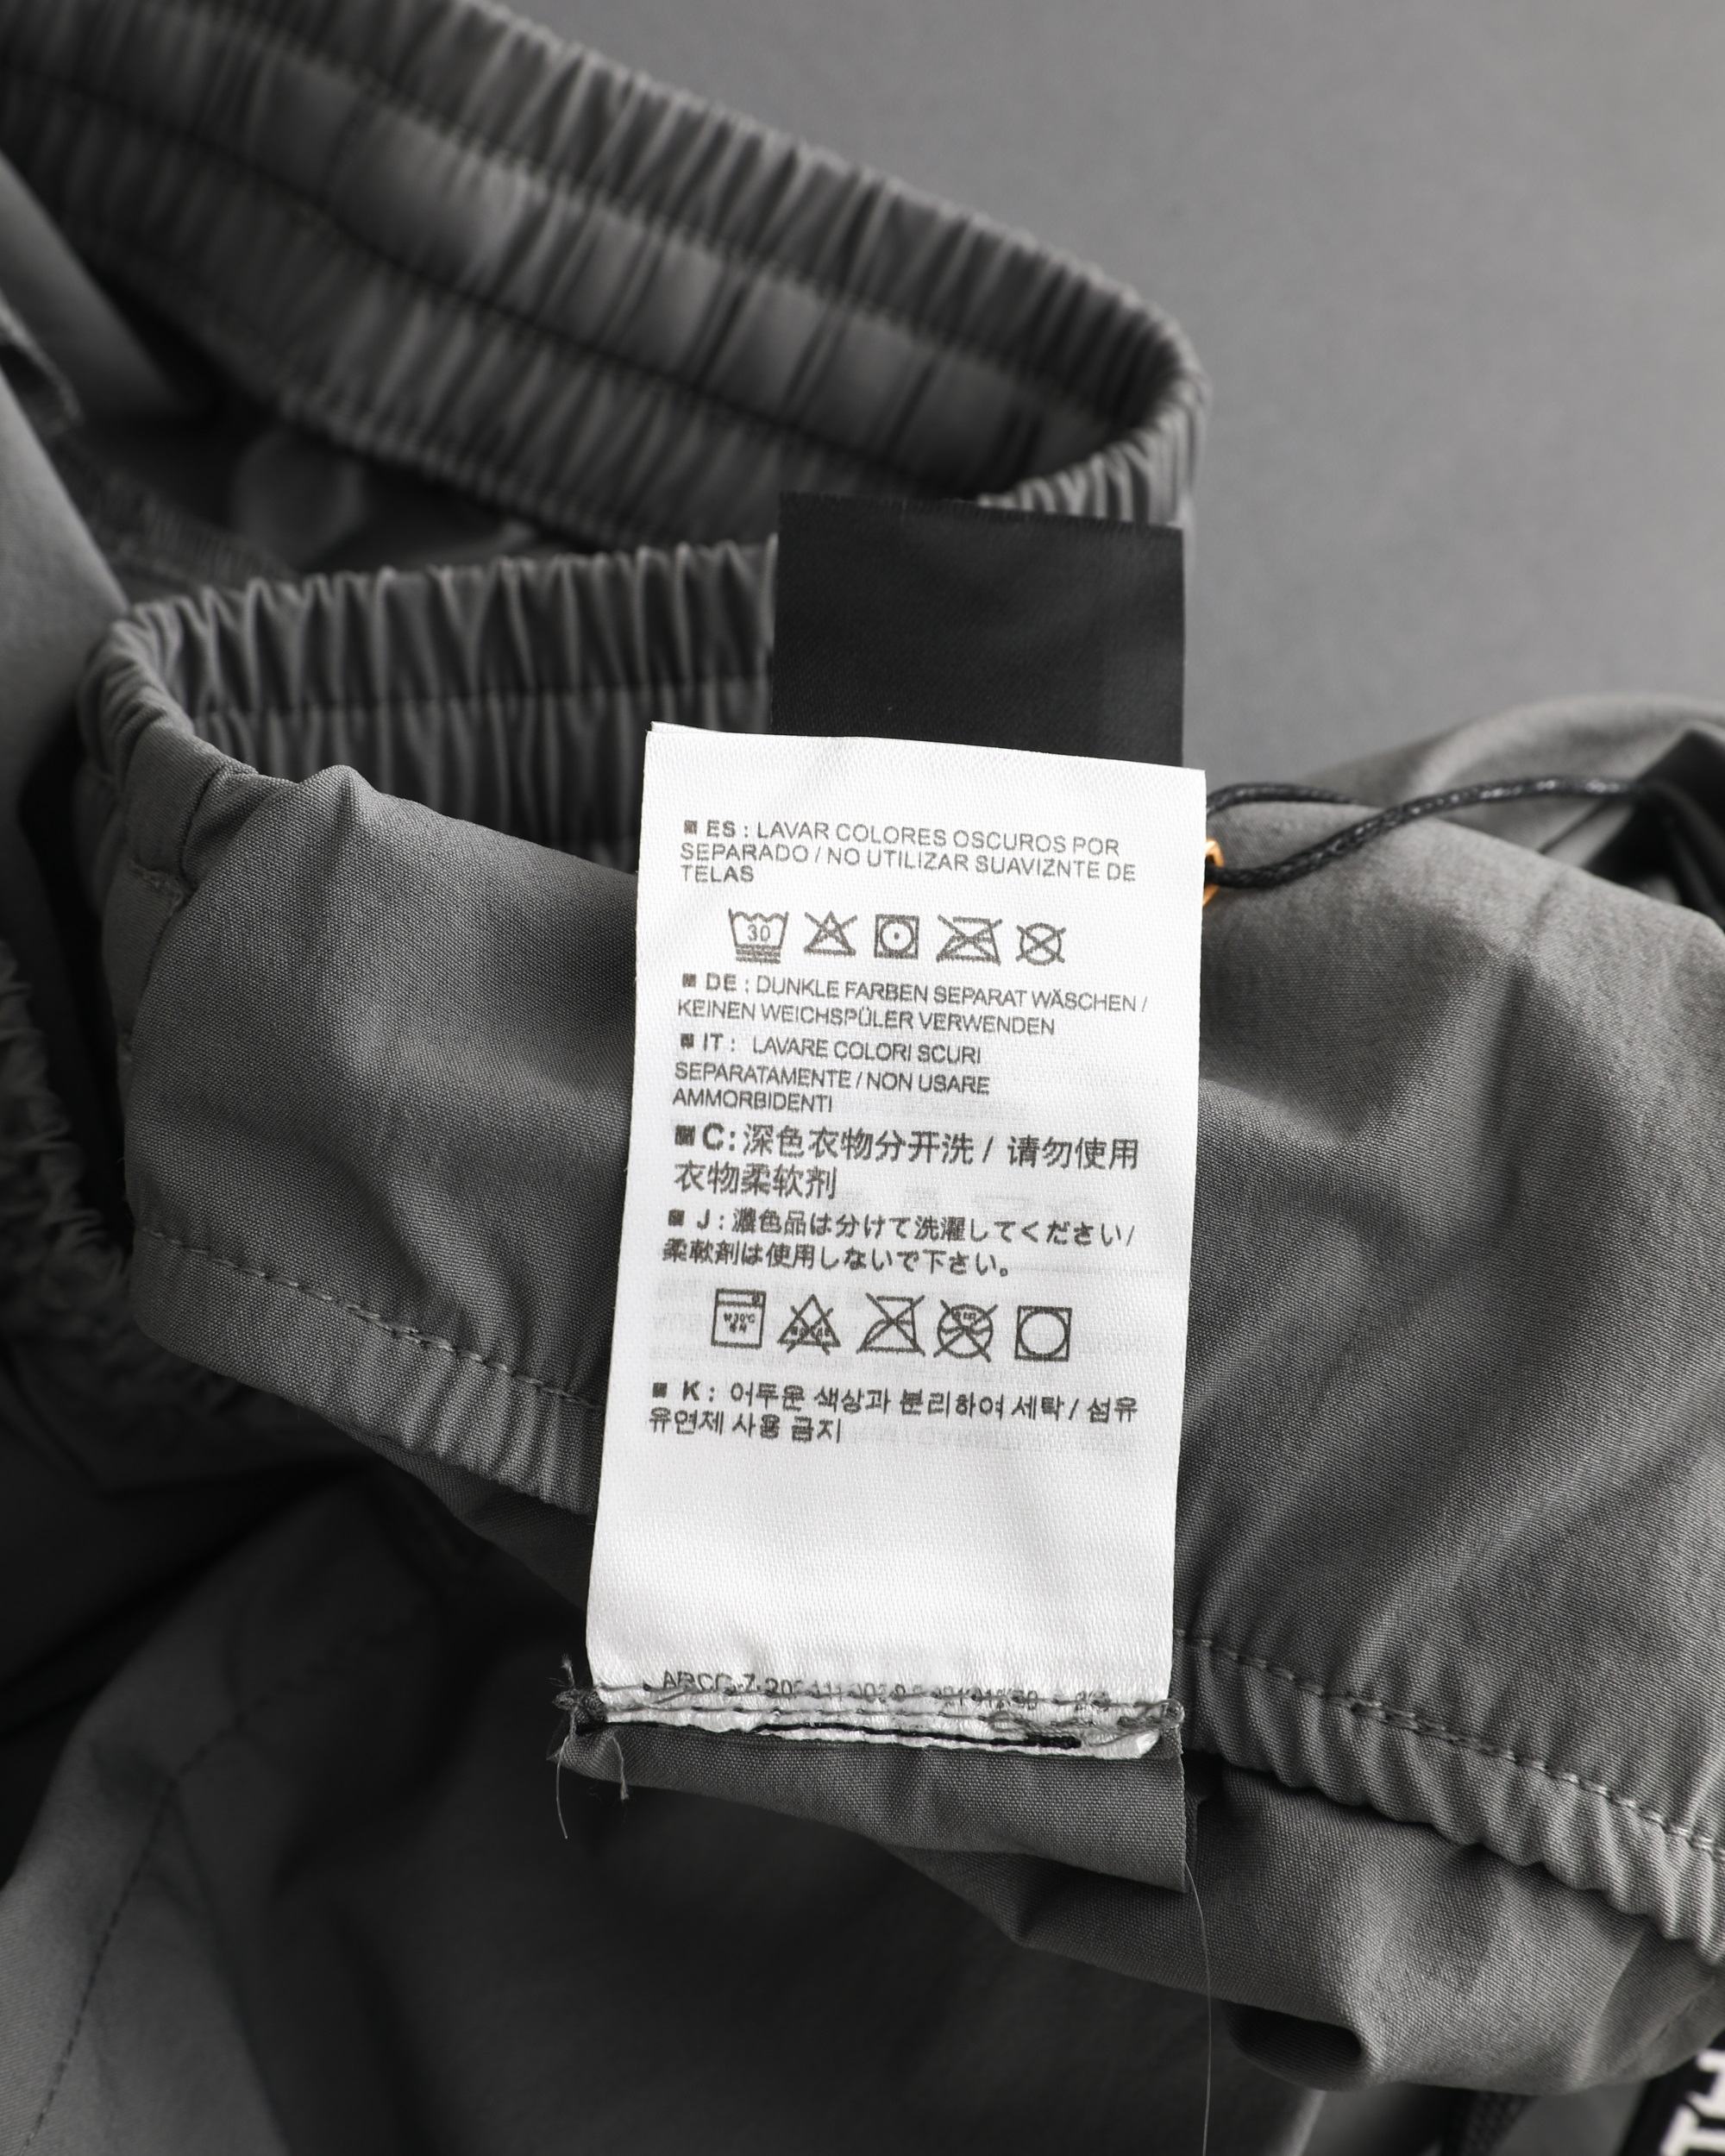 ES : LAVAR COLORES OSCUROS POR
SEPARADO / NO UTILIZAR SUAVIZNTE DE
TELAS
30
DE : DUNKLE FARBEN SEPARAT WÄSCHEN /
KEINEN WEICHSPÜLER VERWENDEN
IT : LAVARE COLORI SCURI
SEPARATAMENTE / NON USARE
AMMORBIDENTI
C: 深色衣物分开洗 / 请勿使用
衣物柔软剂
J : 濃色品は分けて洗濯してください/
柔軟剤は使用しないで下さい。
K : 어두운 색상과 분리하여 세탁 / 섬유
유연제 사용 금지